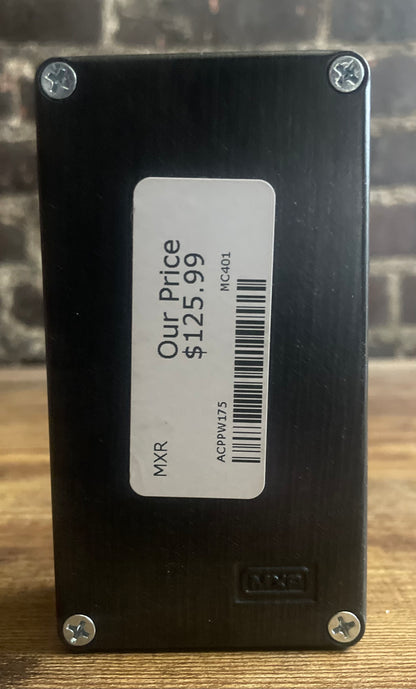 Our Price
$125.99
MC401
MXR
ACPPW175
MXR